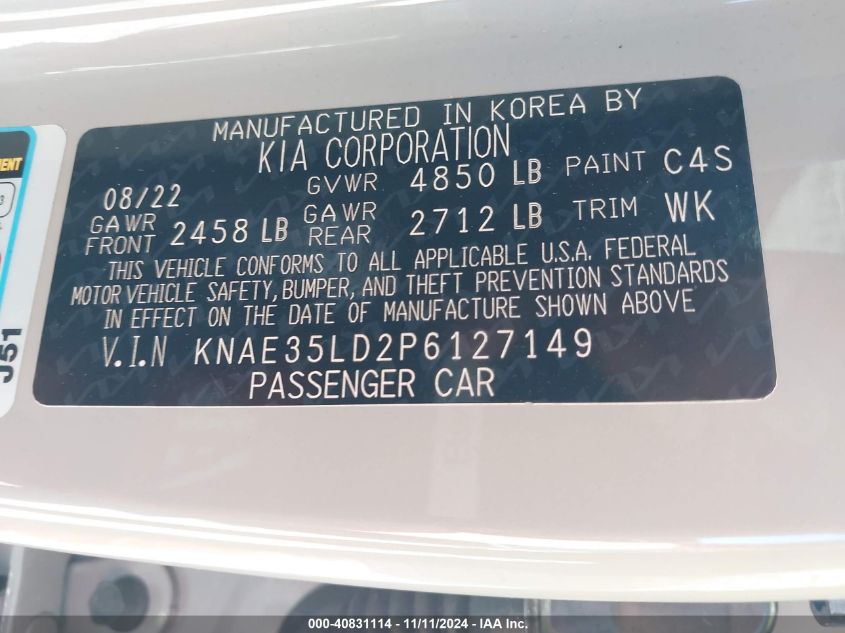 MANUFACTURED IN KOREA BY
KIA CORPORATION
08/22 GVWR 4850 LB PAINT C4S
GAWR FRONT 2458 LB GAWR REAR 2712 LB TRIM WK
THIS VEHICLE CONFORMS TO ALL APPLICABLE U.S.A. FEDERAL
MOTOR VEHICLE SAFETY, BUMPER, AND THEFT PREVENTION STANDARDS
IN EFFECT ON THE DATE OF MANUFACTURE SHOWN ABOVE
V.I.N KNAE35LD2P6127149
PASSENGER CAR
J51
000-40831114 - 11/11/2024 - IAA Inc.